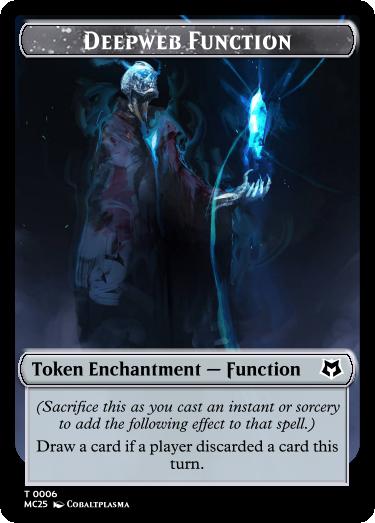 Deepweb Function
Token Enchantment — Function
(Sacrifice this as you cast an instant or sorcery
to add the following effect to that spell.)
Draw a card if a player discarded a card this
turn.
T 0006
MC25 Cobaltplasma